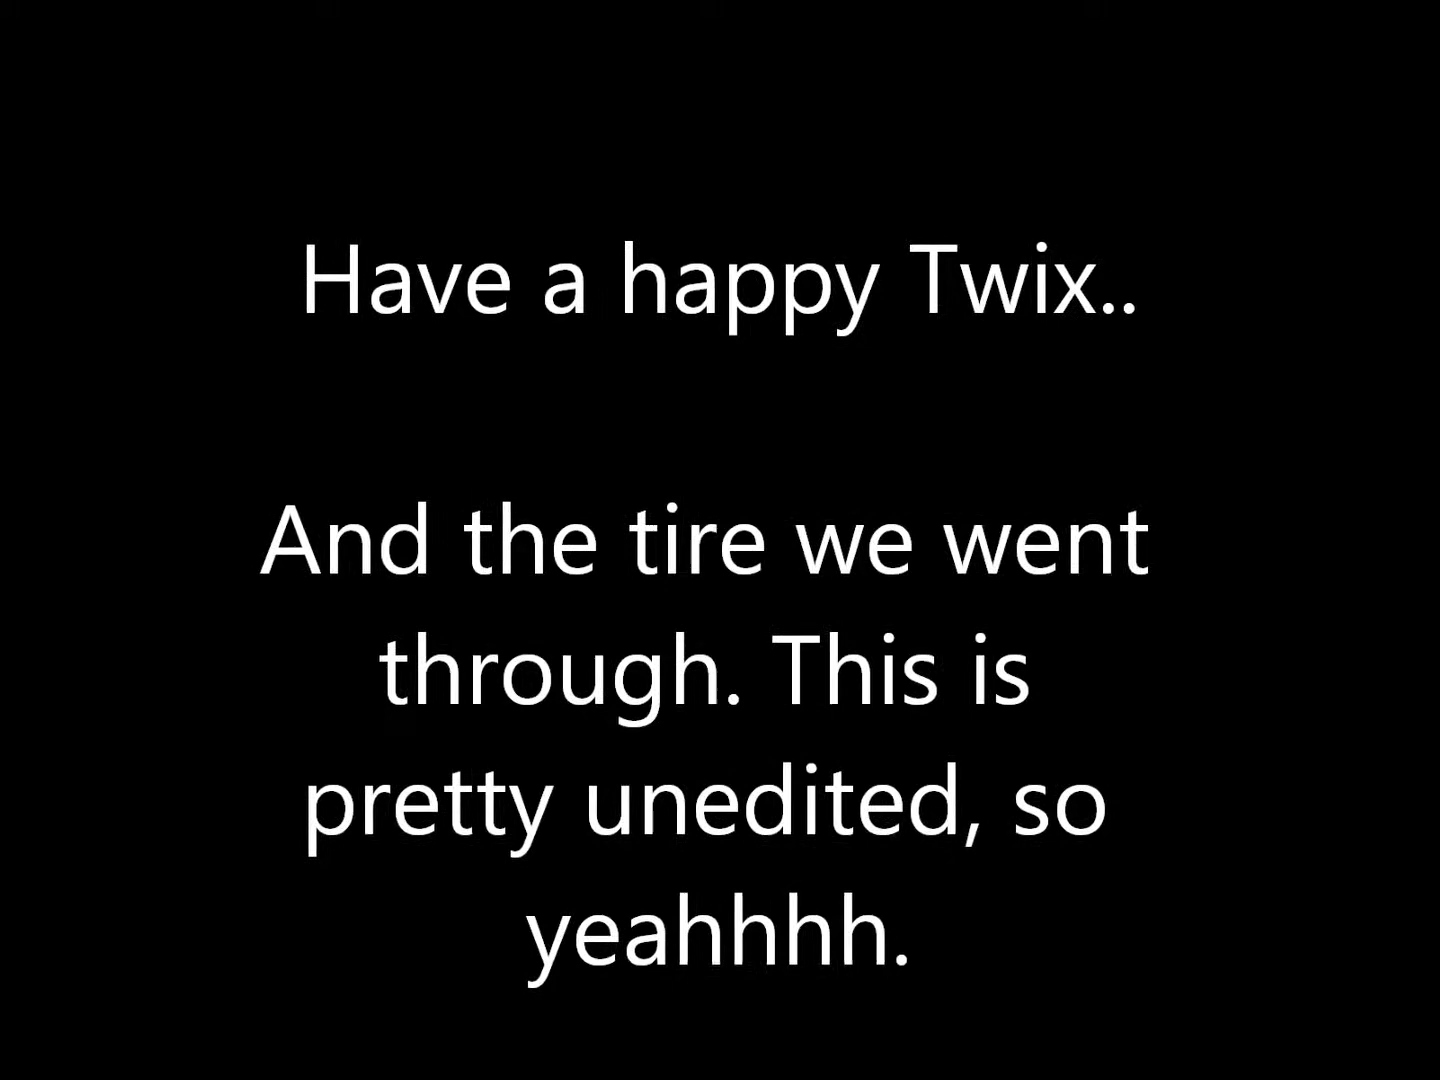 Have a happy Twix..
And the tire we went
through. This is
pretty unedited, so
yeahhhh.